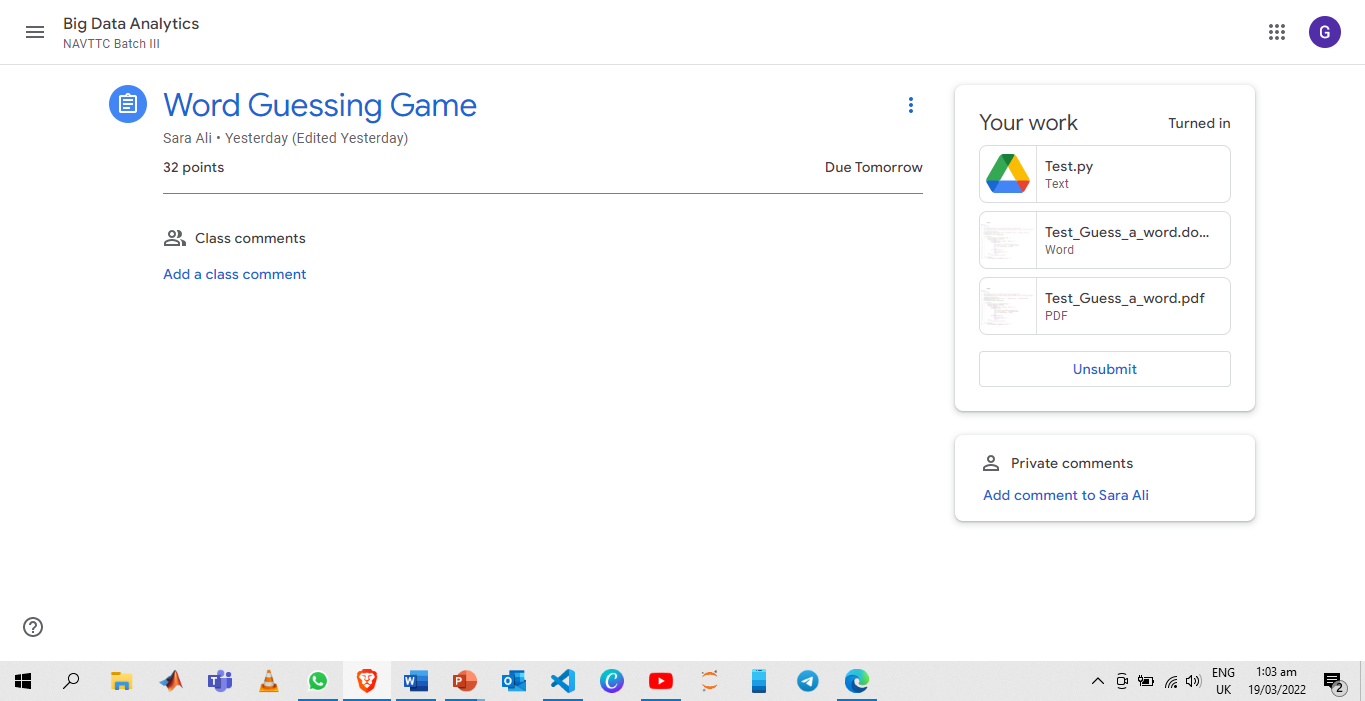 Big Data Analytics
NAVTTC Batch III
G
Word Guessing Game
Sara Ali • Yesterday (Edited Yesterday)
32 points
Due Tomorrow
Class comments
Add a class comment
Your work
Turned in
Test.py
Text
Test_Guess_a_word.do...
Word
Test_Guess_a_word.pdf
PDF
Unsubmit
Private comments
Add comment to Sara Ali
ENG
UK
1:03 am
19/03/2022
2